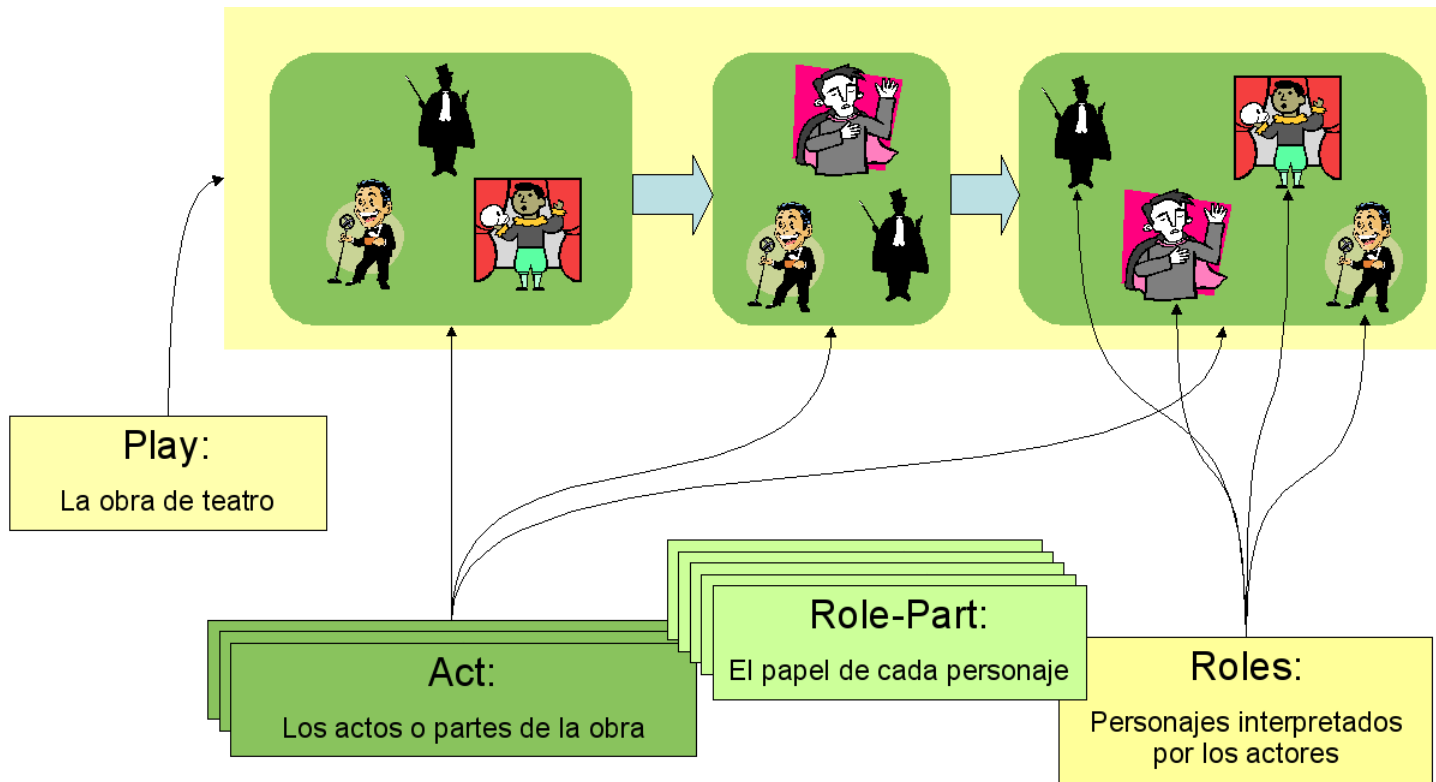 Play:
La obra de teatro
Act:
Los actos o partes de la obra
Role-Part:
El papel de cada personaje
Roles:
Personajes interpretados
por los actores